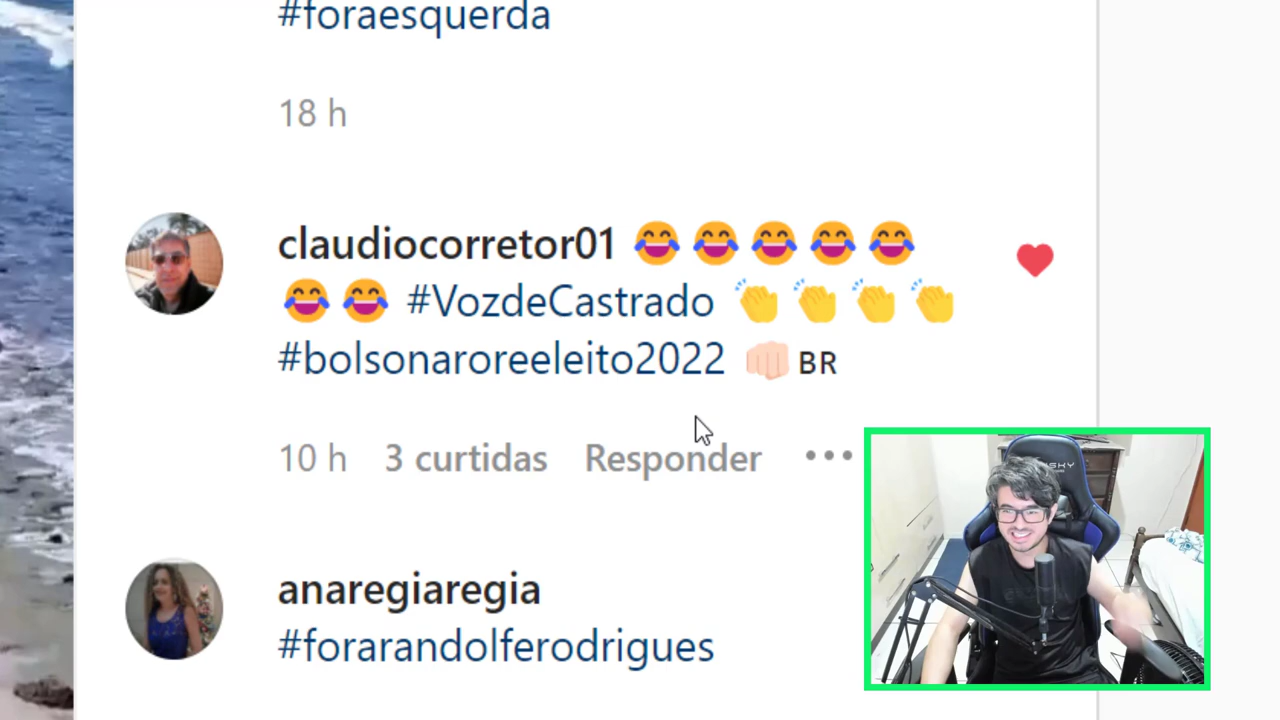 #foraesquerda
18 h
claudiocorretor01 😂😂😂😂😂
😂😂 #VozdeCastrado 👏👏👏👏
#bolsonaroreeleito2022 👊🏻 BR
10 h 3 curtidas Responder •••
anaregiaregia
#forarandolferodrigues